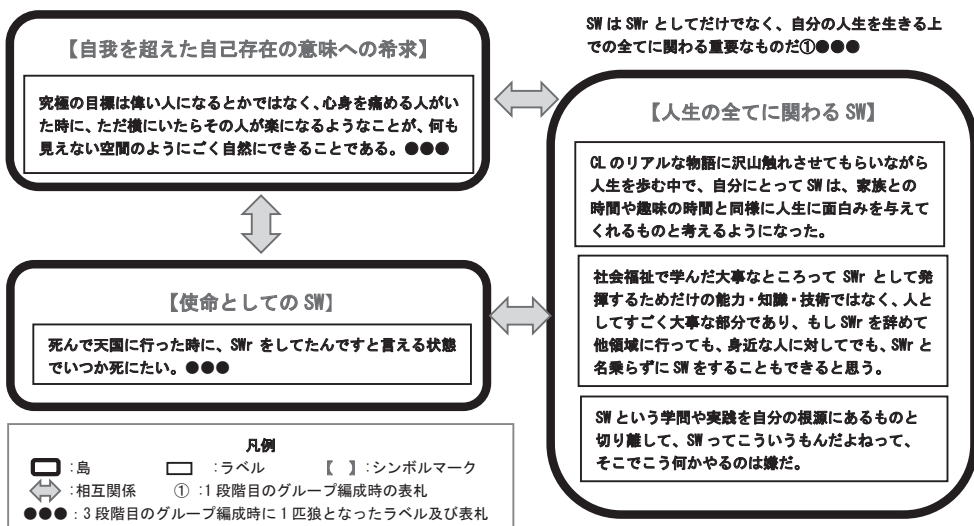 【自我を超えた自己存在の意味への希求】
究極の目標は偉い人になるとかではなく、心身を痛める人がい
た時に、ただ横にいたらその人が楽になるようなことが、何も
見えない空間のようにごく自然にできることである。●●●
【使命としてのSW】
死んで天国に行った時に、SWr をしてたんですと言える状態
でいつか死にたい。●●●
SW は SWr としてだけでなく、自分の人生を生きる上
での全てに関わる重要なものだ①●●●
【人生の全てに関わる SW】
CL のリアルな物語に沢山触れさせてもらいながら
人生を歩む中で、自分にとって SW は、家族との
時間や趣味の時間と同様に人生に面白みを与えて
くれるものと考えるようになった。
社会福祉で学んだ大事なところって SWr として発
揮するためだけの能力・知識・技術ではなく、人と
してすごく大事な部分であり、もし SWr を辞めて
他領域に行っても、身近な人に対してでも、SWr と
名乗らずに SW をすることもできると思う。
SW という学問や実践を自分の根源にあるものと
切り離して、SW ってこういうもんだよねって、
そこでこう何かやるのは嫌だ。
凡例
:島 :ラベル 【 】:シンボルマーク
:相互関係 ① :1 段階目のグループ編成時の表札
●●● : 3 段階目のグループ編成時に 1 匹狼となったラベル及び表札